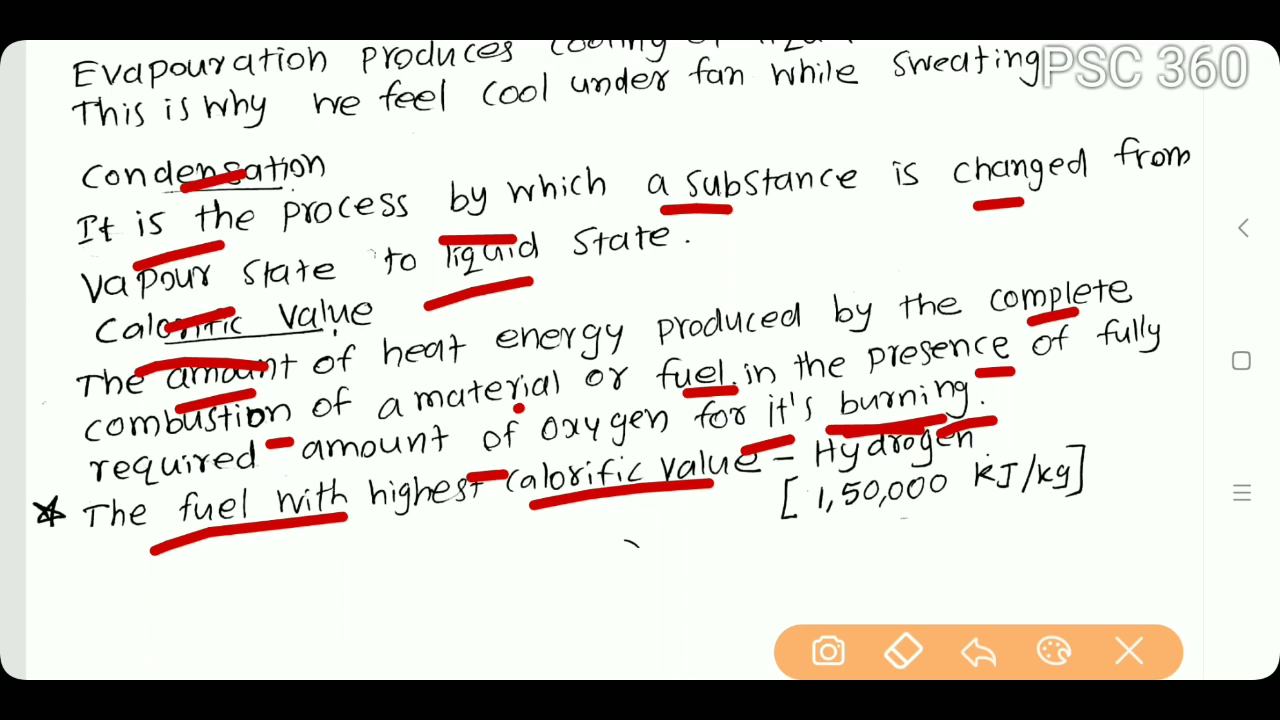 Evapouration produces cooling of liquid
This is why we feel cool under fan while sweating
PSC 360
Condensation
It is the process by which a substance is changed from
Vapour state to liquid state.
Calorific Value
The amount of heat energy produced by the complete
combustion of a material or fuel in the presence of fully
required amount of oxygen for it's burning.
* The fuel with highest calorific value - Hydrogen
[1,50,000 KJ/kg]